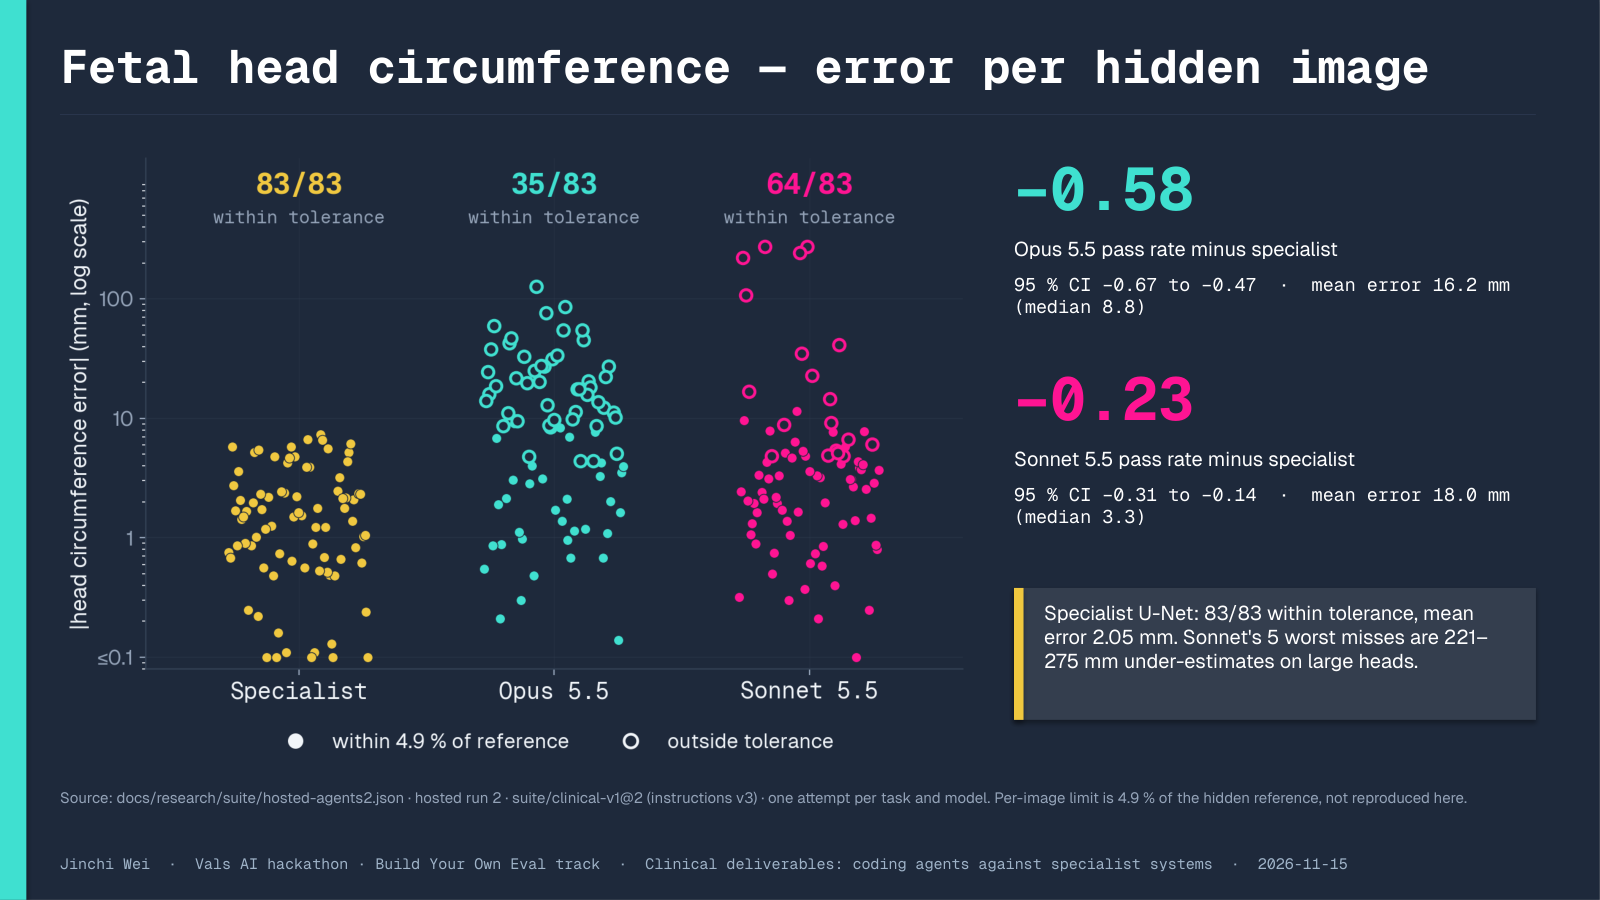 Fetal head circumference — error per hidden image
83/83
within tolerance
35/83
within tolerance
64/83
within tolerance
|head circumference error| (mm, log scale)
100
10
1
≤0.1
Specialist
Opus 5.5
Sonnet 5.5
within 4.9 % of reference
outside tolerance
−0.58
Opus 5.5 pass rate minus specialist
95 % CI −0.67 to −0.47 · mean error 16.2 mm
(median 8.8)
−0.23
Sonnet 5.5 pass rate minus specialist
95 % CI −0.31 to −0.14 · mean error 18.0 mm
(median 3.3)
Specialist U-Net: 83/83 within tolerance, mean
error 2.05 mm. Sonnet's 5 worst misses are 221–
275 mm under-estimates on large heads.
Source: docs/research/suite/hosted-agents2.json · hosted run 2 · suite/clinical-v1@2 (instructions v3) · one attempt per task and model. Per-image limit is 4.9 % of the hidden reference, not reproduced here.
Jinchi Wei · Vals AI hackathon · Build Your Own Eval track · Clinical deliverables: coding agents against specialist systems · 2026-11-15